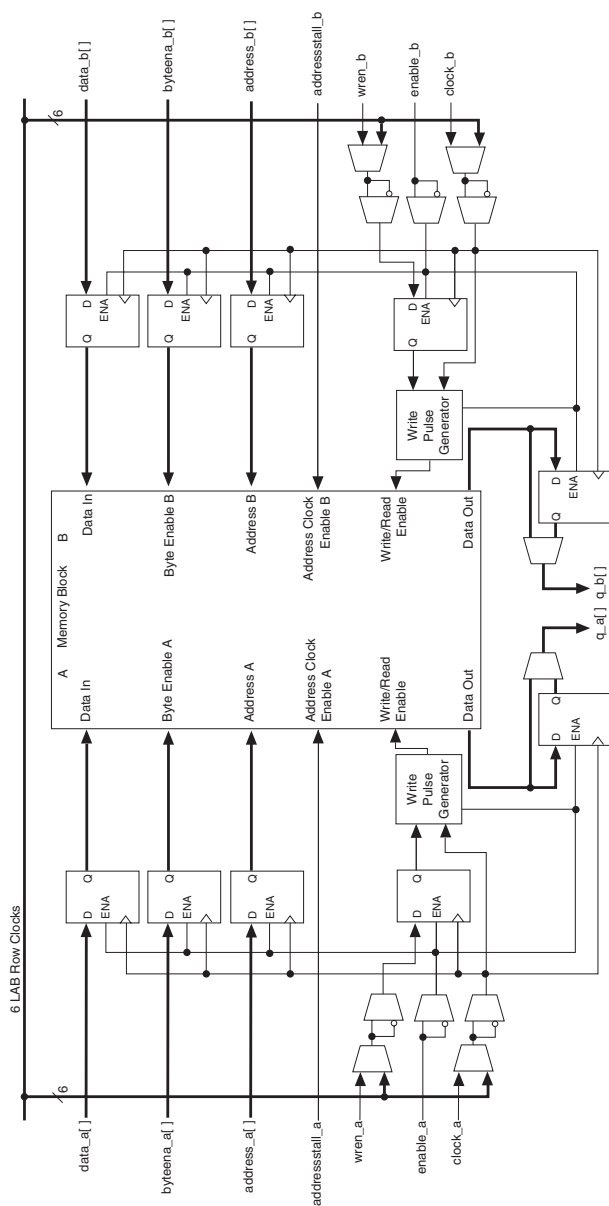 6 LAB Row Clocks
6
6
data_a[ ]
byteena_a[ ]
address_a[ ]
addressstall_a
wren_a
enable_a
clock_a
D
Q
ENA
D
Q
ENA
D
Q
ENA
D
Q
ENA
Write
Pulse
Generator
A
Memory Block
B
Data In
Byte Enable A
Address A
Address Clock
Enable A
Write/Read
Enable
Data Out
Data In
Byte Enable B
Address B
Address Clock
Enable B
Write/Read
Enable
Data Out
D
Q
ENA
q_a[ ]
q_b[ ]
D
Q
ENA
Write
Pulse
Generator
Q
D
ENA
Q
D
ENA
Q
D
ENA
Q
D
ENA
data_b[ ]
byteena_b[ ]
address_b[ ]
addressstall_b
wren_b
enable_b
clock_b